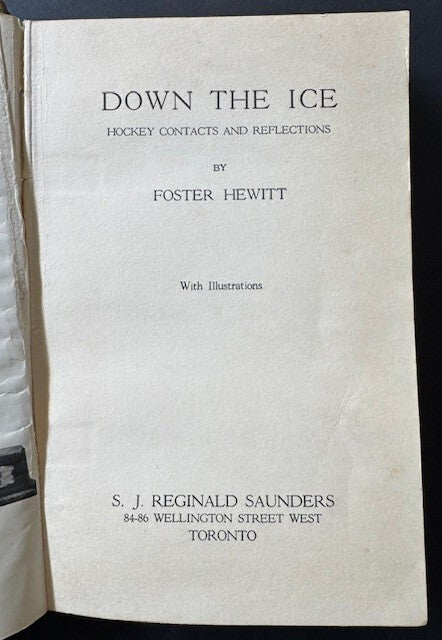 DOWN THE ICE
HOCKEY CONTACTS AND REFLECTIONS
BY
FOSTER HEWITT
With Illustrations
S. J. REGINALD SAUNDERS
84-86 WELLINGTON STREET WEST
TORONTO